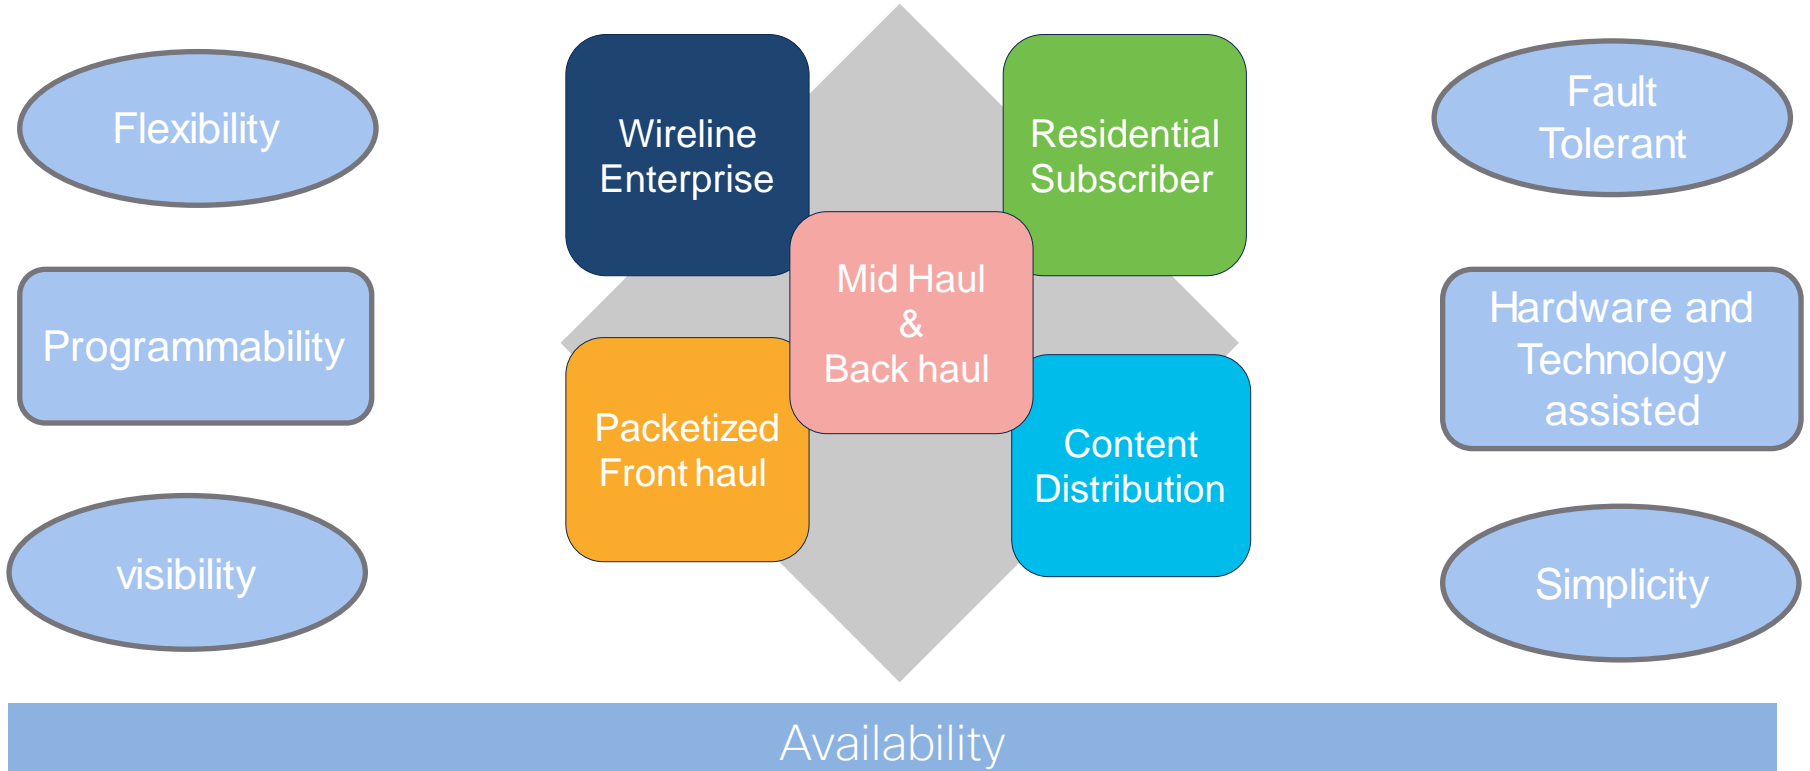 Flexibility
Programmability
visibility
Wireline
Enterprise
Residential
Subscriber
Mid Haul
&
Back haul
Packetized
Front haul
Content
Distribution
Fault
Tolerant
Hardware and
Technology
assisted
Simplicity
Availability